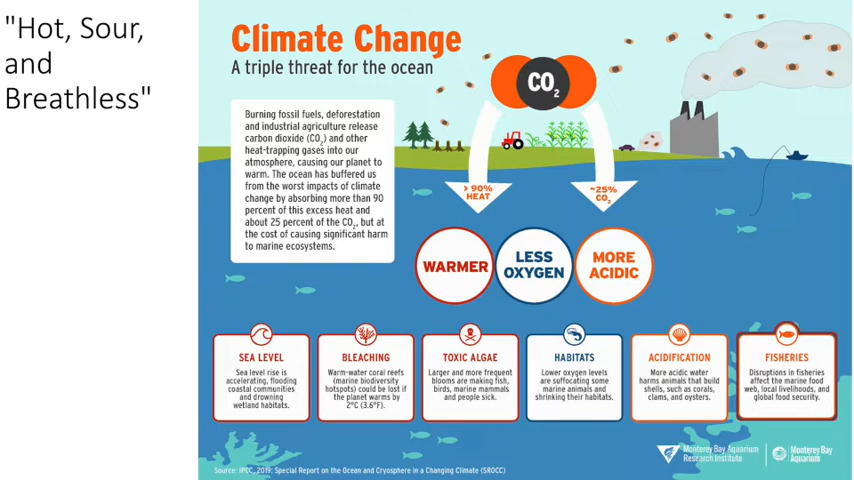 "Hot, Sour,
and
Breathless"
Climate Change
A triple threat for the ocean
CO2
Burning fossil fuels, deforestation
and industrial agriculture release
carbon dioxide (CO2) and other
heat-trapping gases into our
atmosphere, causing our planet to
warm. The ocean has buffered us
from the worst impacts of climate
change by absorbing more than 90
percent of this excess heat and
about 25 percent of the CO2, but at
the cost of causing significant harm
to marine ecosystems.
> 90%
HEAT
~25%
CO2
WARMER
LESS
OXYGEN
MORE
ACIDIC
SEA LEVEL
Sea level rise is
accelerating, flooding
coastal communities
and drowning
wetland habitats.
BLEACHING
Warm-water coral reefs
(marine biodiversity
hotspots) could be lost if
the planet warms by
2°C (3.6°F).
TOXIC ALGAE
Larger and more frequent
blooms are making fish,
birds, marine mammals
and people sick.
HABITATS
Lower oxygen levels
are suffocating some
marine animals and
shrinking their habitats.
ACIDIFICATION
More acidic water
harms animals that build
shells, such as corals,
clams, and oysters.
FISHERIES
Disruptions in fisheries
affect the marine food
web, local livelihoods, and
global food security.
Source: IPCC, 2019: Special Report on the Ocean and Cryosphere in a Changing Climate (SROCC)
Monterey Bay Aquarium
Research Institute
Monterey Bay
Aquarium